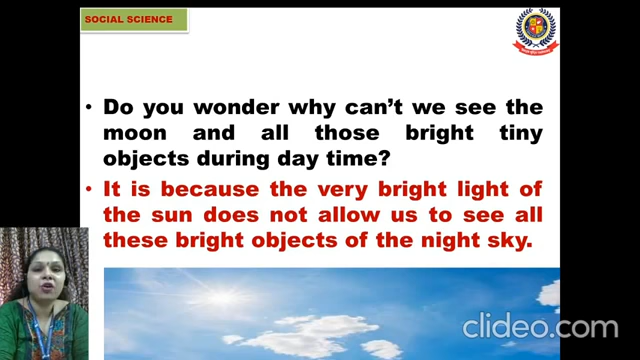 SOCIAL SCIENCE
• Do you wonder why can't we see the
moon and all those bright tiny
objects during day time?
• It is because the very bright light of
the sun does not allow us to see all
these bright objects of the night sky.
clideo.com